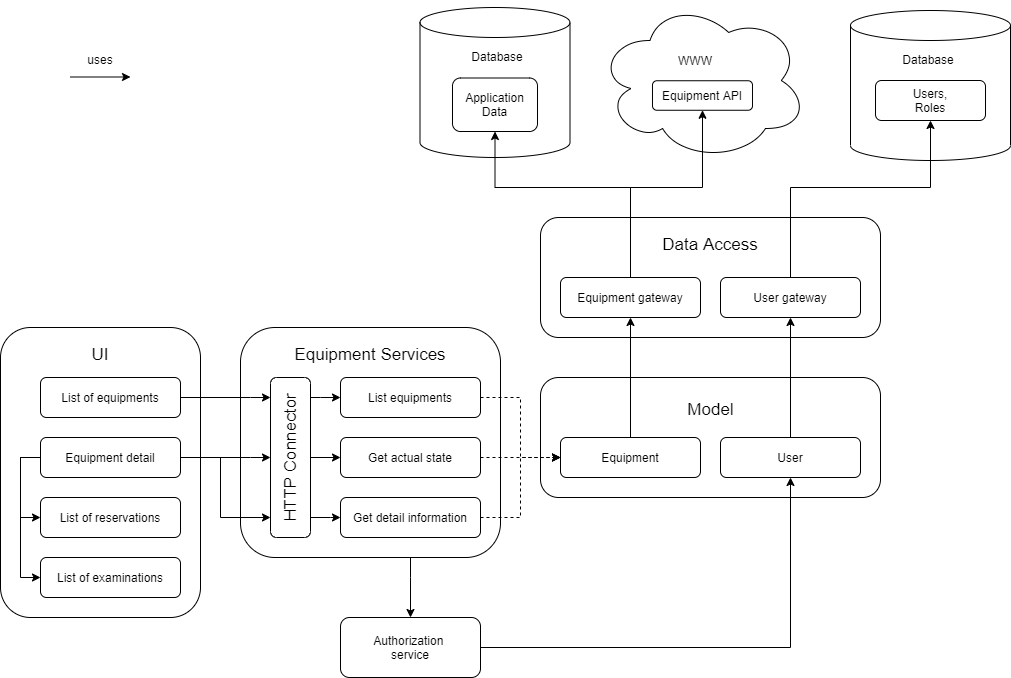 uses
Database
Application
Data
WWW
Equipment API
Database
Users,
Roles
Data Access
Equipment gateway
User gateway
UI
List of equipments
Equipment detail
List of reservations
List of examinations
Equipment Services
HTTP Connector
List equipments
Get actual state
Get detail information
Model
Equipment
User
Authorization
service